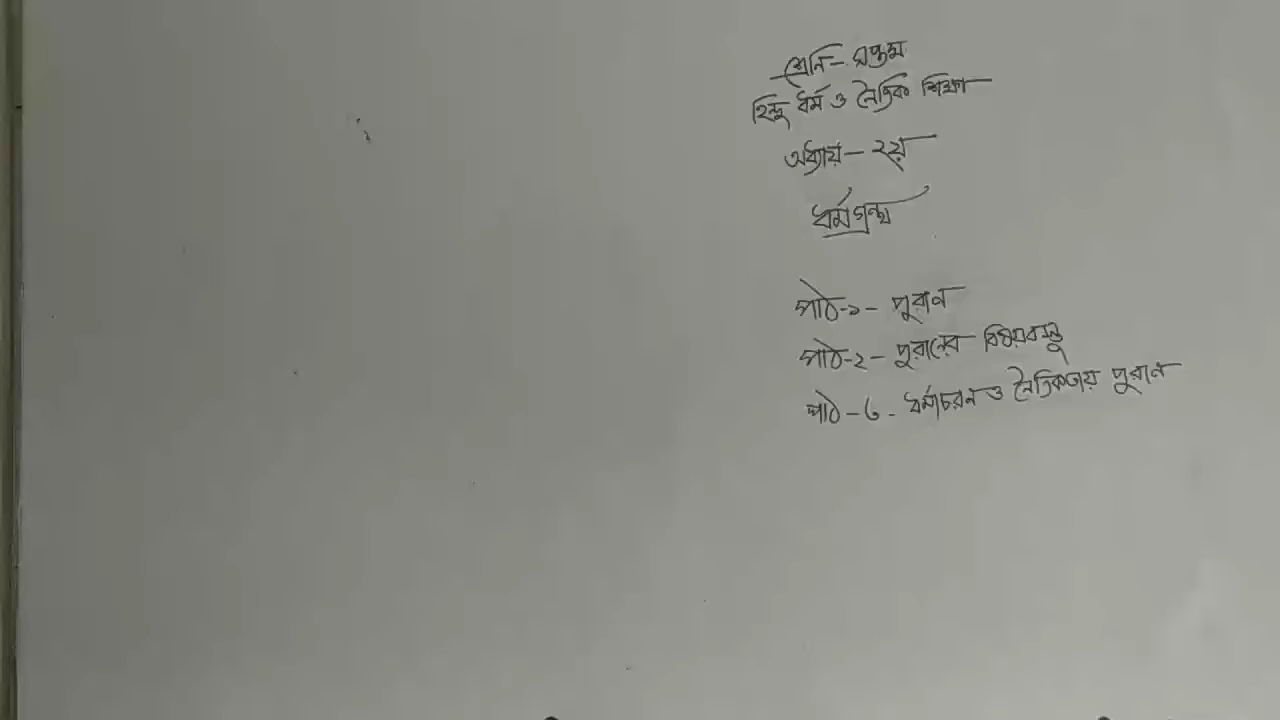 শ্রেনি- সপ্তম
হিন্দু ধর্ম ও নৈতিক শিক্ষা
অধ্যায়- ২য়
ধর্মগ্রন্থ
পাঠ-১- পুরান
পাঠ-২- পুরানের বিষয়বস্তু
পাঠ-৩- ধর্মাচরন ও নৈতিকতায় পুরান